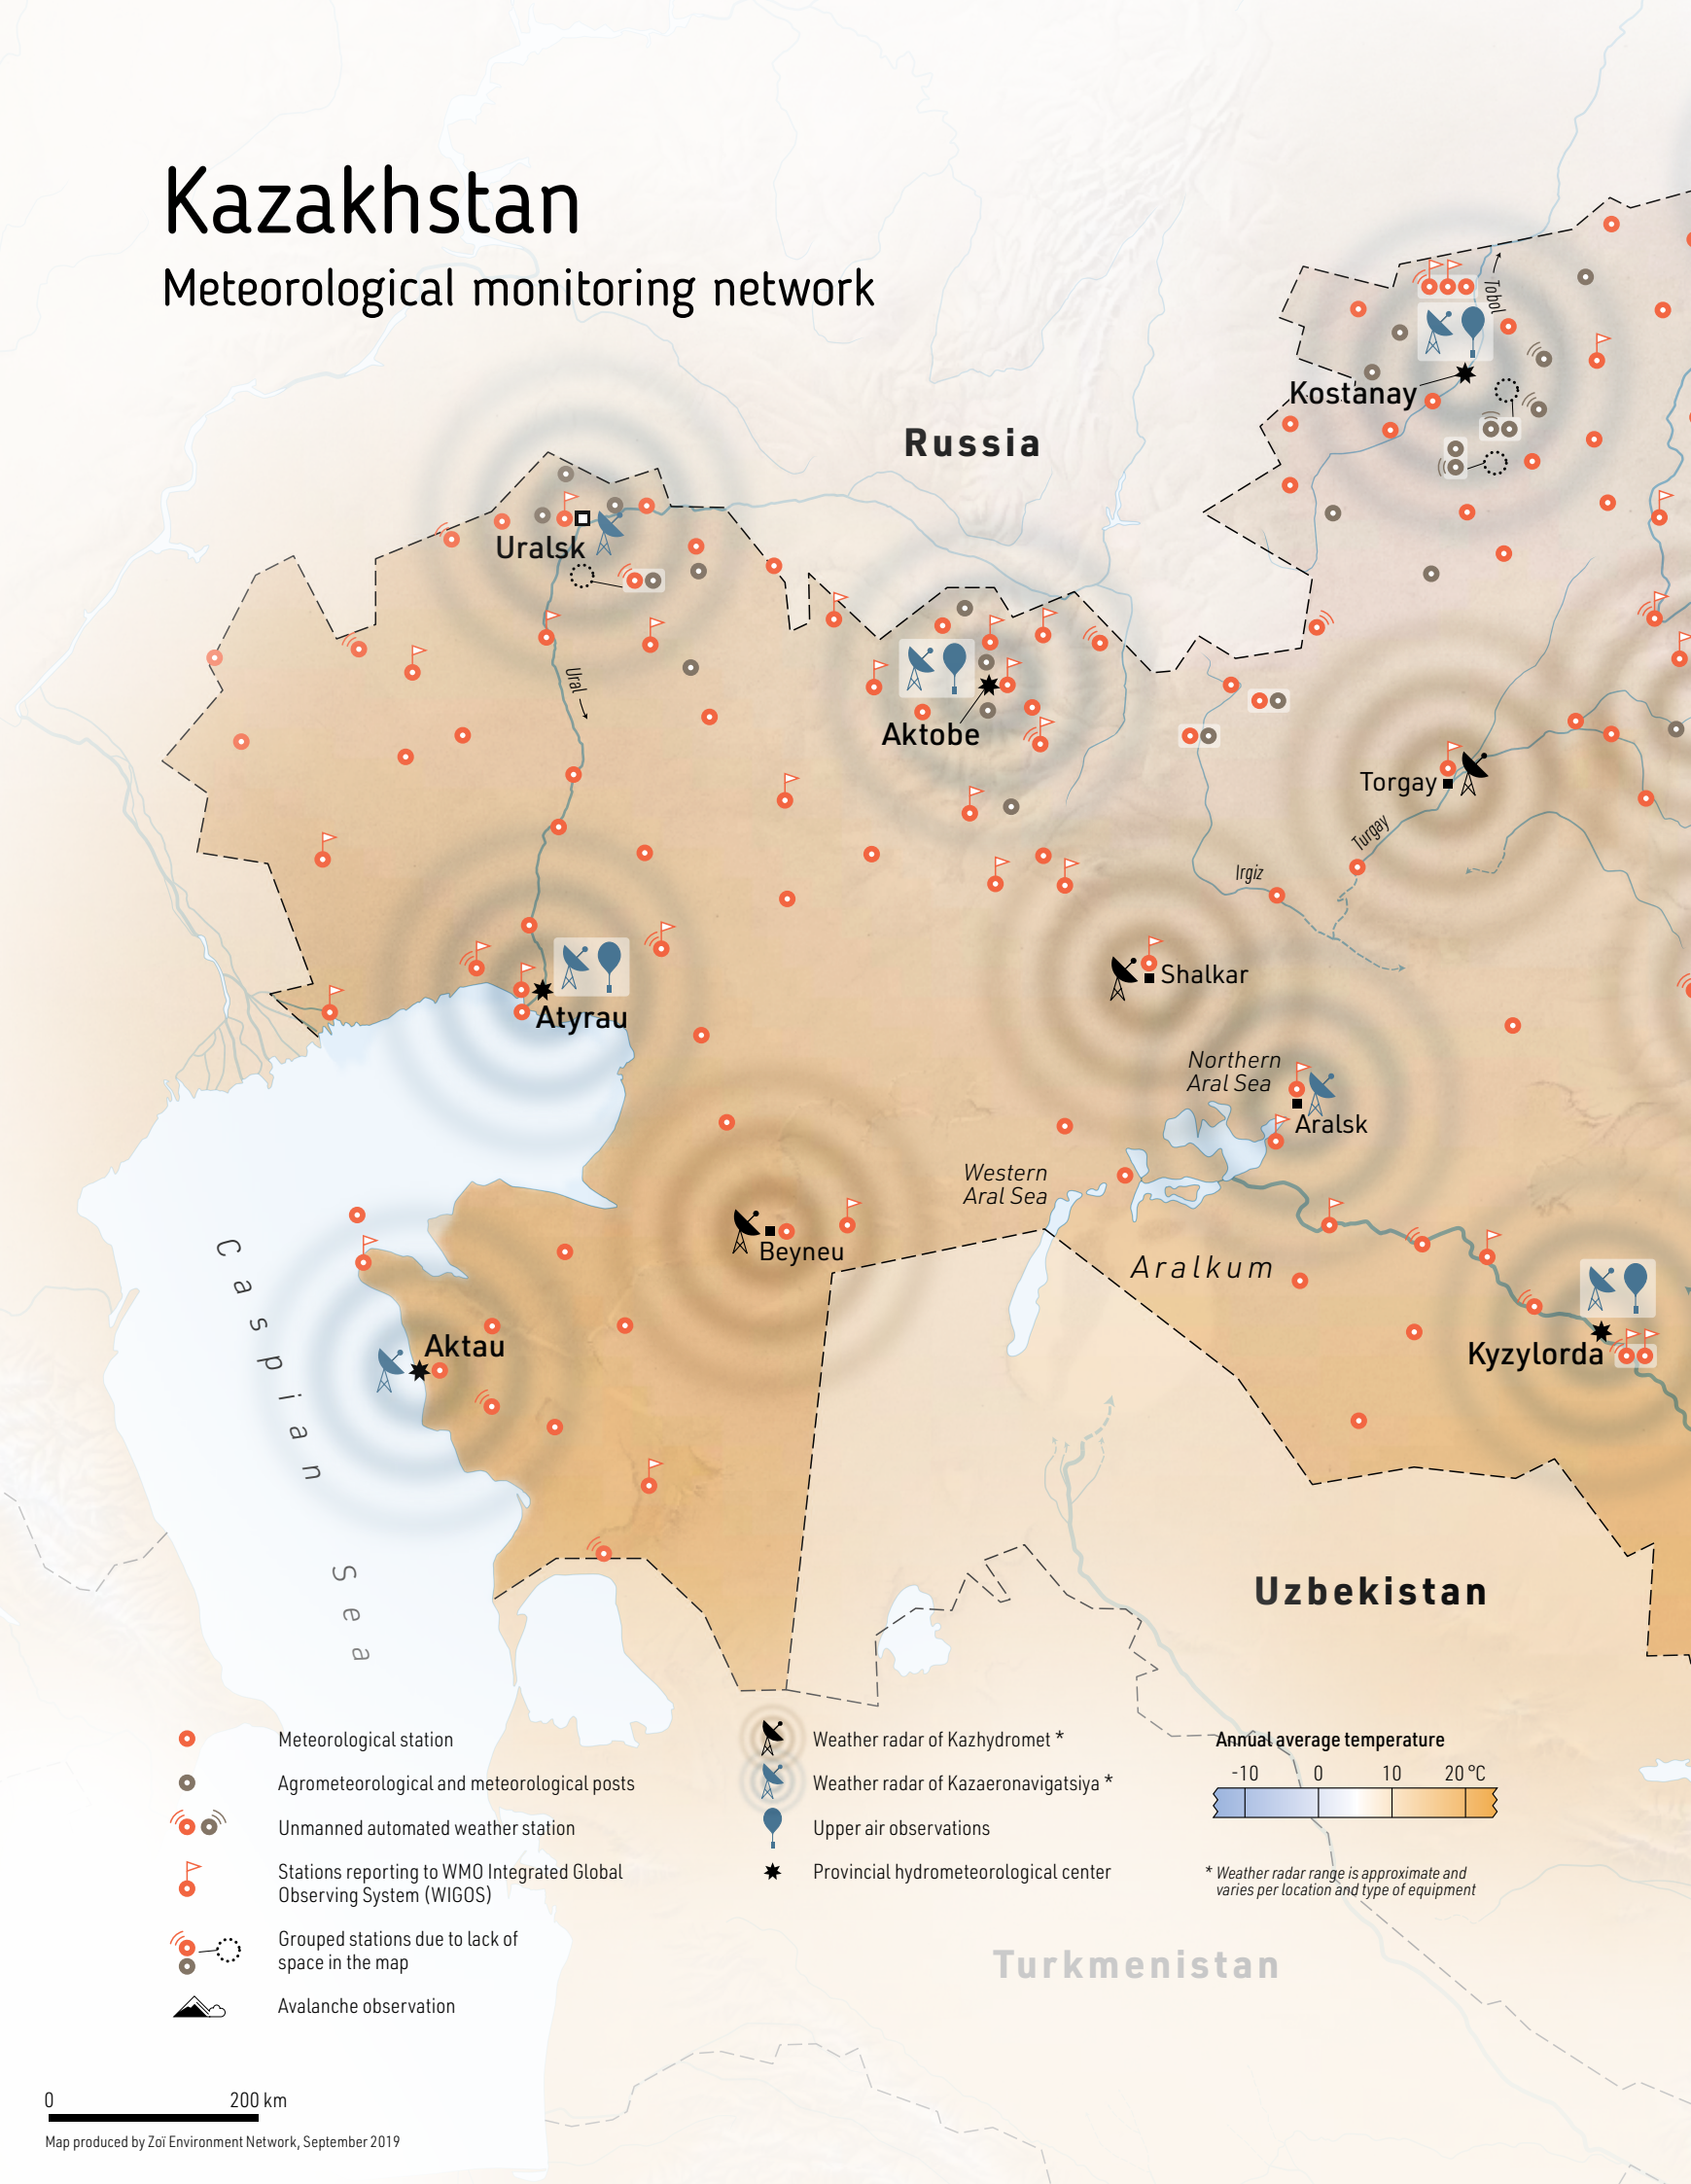 Kazakhstan
Meteorological monitoring network
Tobol
Kostanay
Russia
Uralsk
Ural
Aktobe
Torgay
Turgay
Irgiz
Shalkar
Atyrau
Northern
Aral Sea
Aralsk
Western
Aral Sea
Beyneu
Aralkum
Caspian Sea
Aktau
Kyzylorda
Uzbekistan
Meteorological station
Agrometeorological and meteorological posts
Unmanned automated weather station
Stations reporting to WMO Integrated Global
Observing System (WIGOS)
Grouped stations due to lack of
space in the map
Avalanche observation
Weather radar of Kazhydromet *
Weather radar of Kazaeronavigatsiya *
Upper air observations
Provincial hydrometeorological center
Annual average temperature
-10 0 10 20 °C
* Weather radar range is approximate and
varies per location and type of equipment
Turkmenistan
0 200 km
Map produced by Zoï Environment Network, September 2019